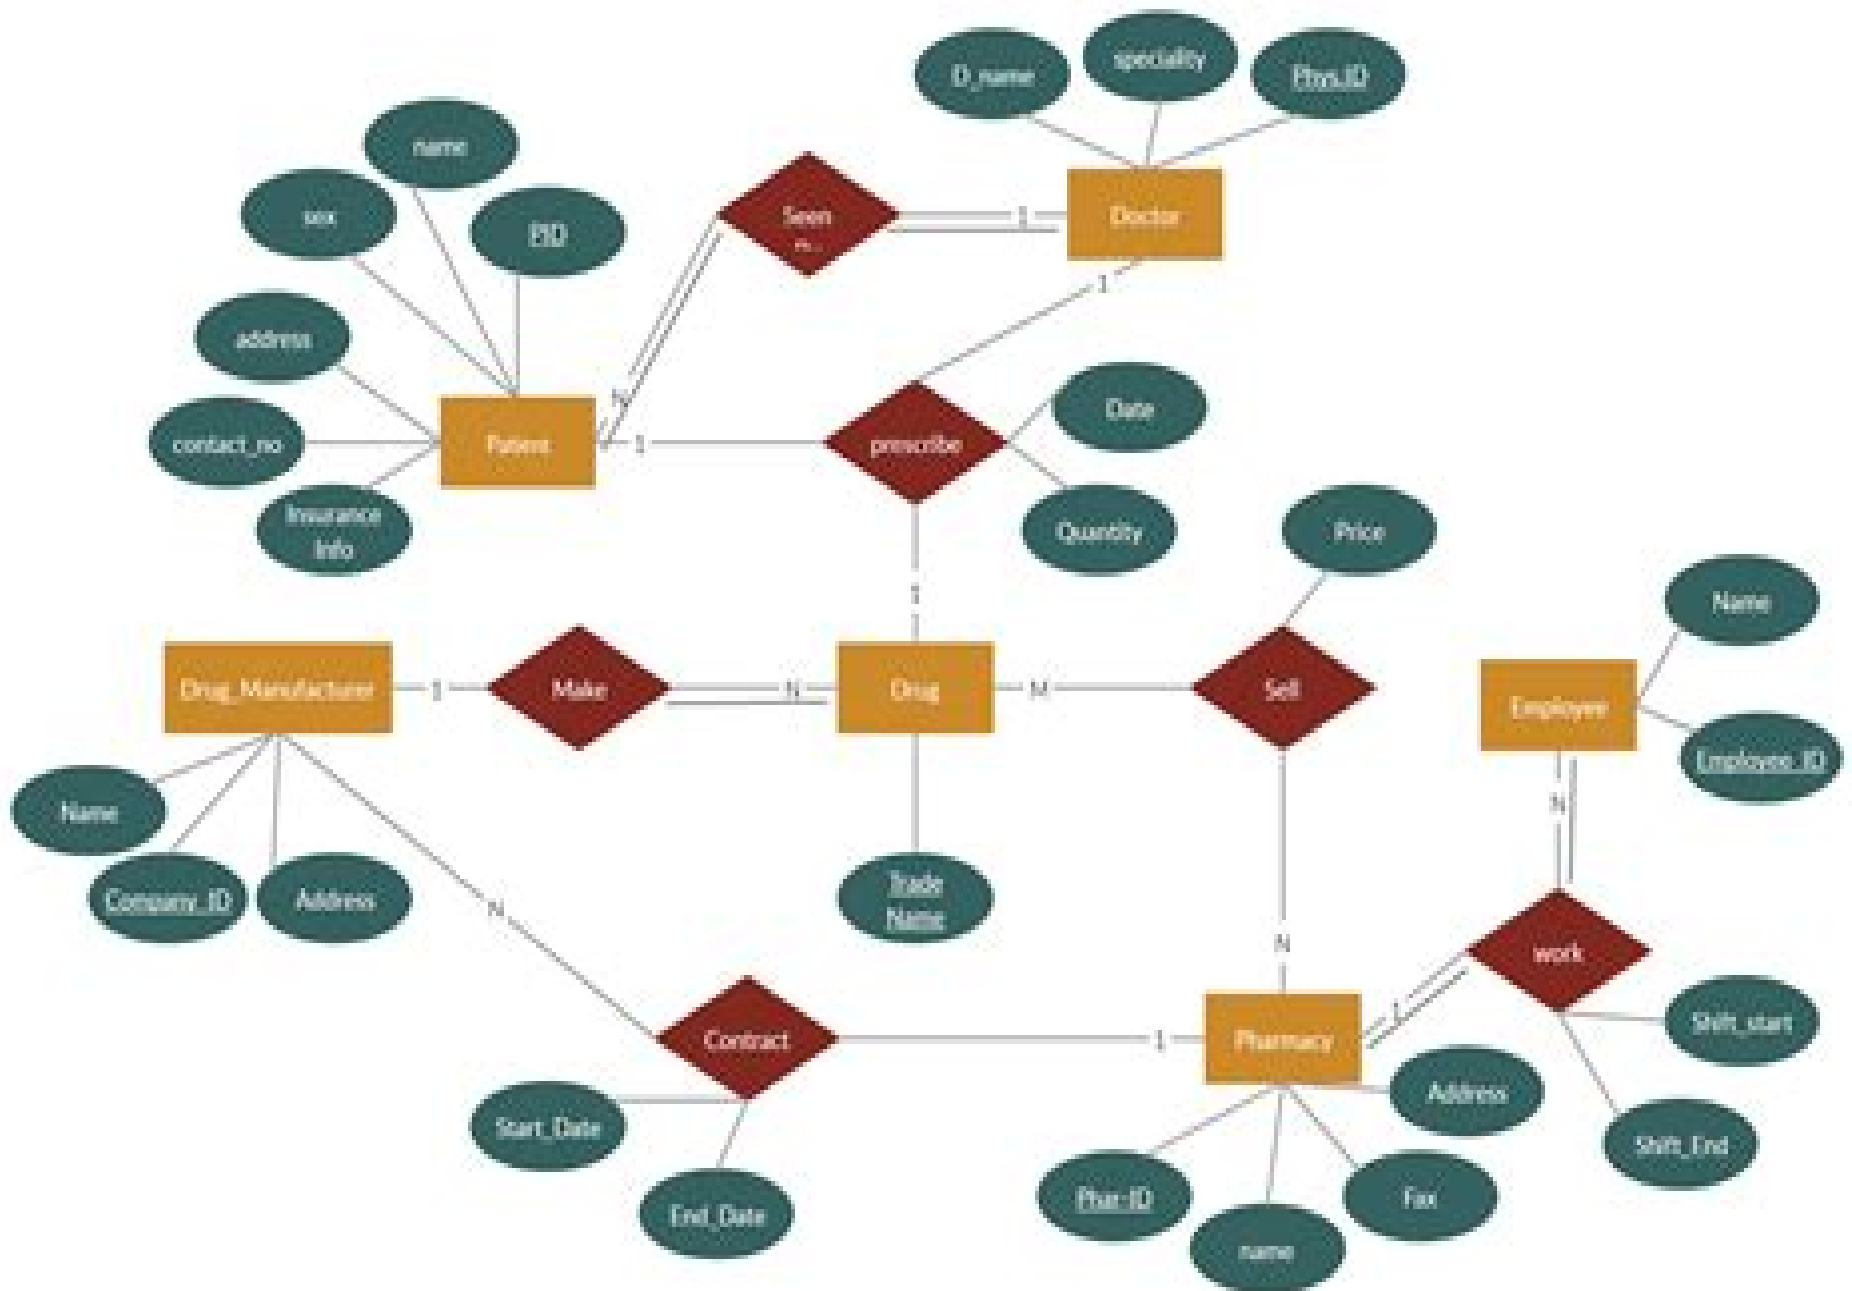 D_name
speciality
Phys.ID
name
sex
PID
Seen
Doctor
1
1
address
N
contact_no
Patient
1
prescribe
Date
Insurance
Info
Quantity
Price
1
Name
Drug_Manufacturer
1
Make
N
Drug
M
Sell
Employee
Employee_ID
Name
N
Company_ID
Address
Trade
Name
N
N
work
Contract
1
Pharmacy
1
Shift_start
Start_Date
Address
Shift_End
End_Date
Phar-ID
Fax
name